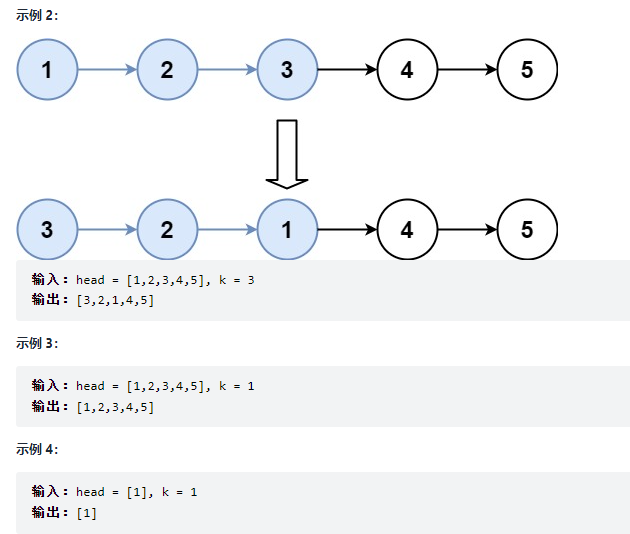 示例 2:
1 2 3 4 5
3 2 1 4 5
输入：head = [1,2,3,4,5], k = 3
输出：[3,2,1,4,5]
示例 3:
输入：head = [1,2,3,4,5], k = 1
输出：[1,2,3,4,5]
示例 4:
输入：head = [1], k = 1
输出：[1]